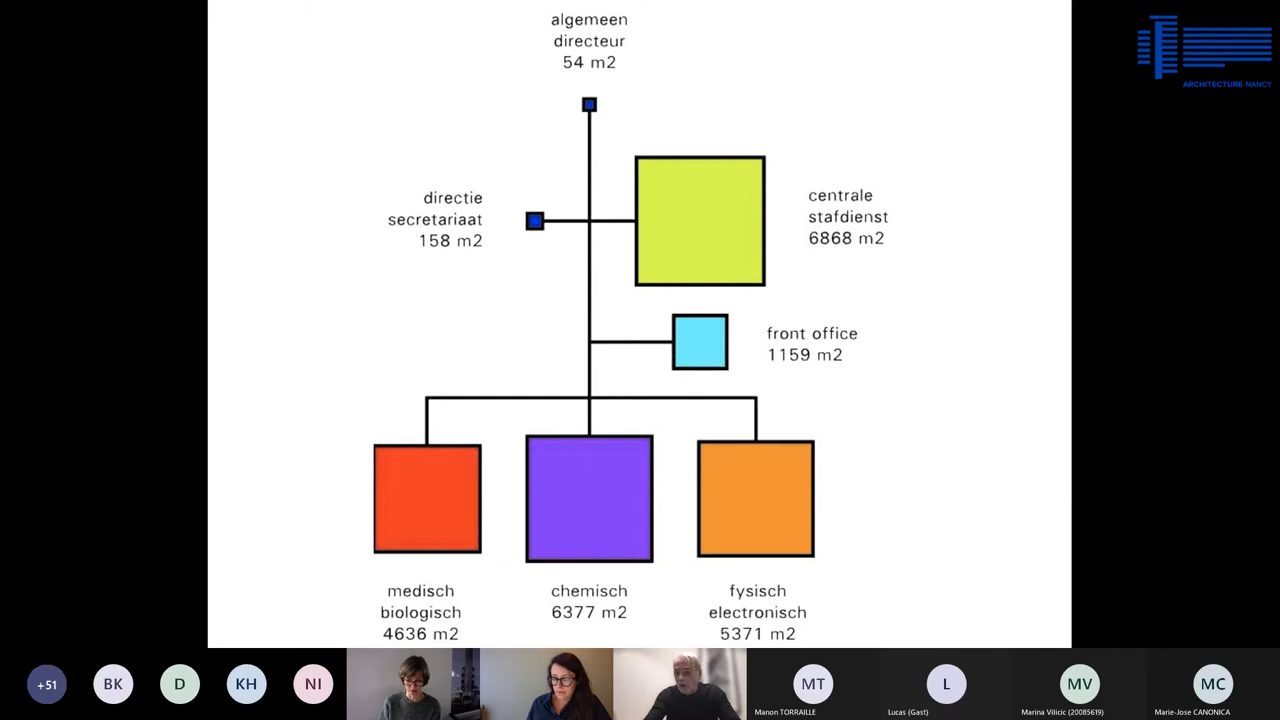 algemeen
directeur
54 m2
ARCHITECTURE NANCY
directie
secretariaat
158 m2
centrale
stafdienst
6868 m2
front office
1159 m2
medisch
biologisch
4636 m2
chemisch
6377 m2
fysisch
electronisch
5371 m2
+51
BK
D
KH
NI
MT
Manon TORRAILLE
L
Lucas (Gast)
MV
Marina Vilicic (20085619)
MC
Marie-Jose CANONICA